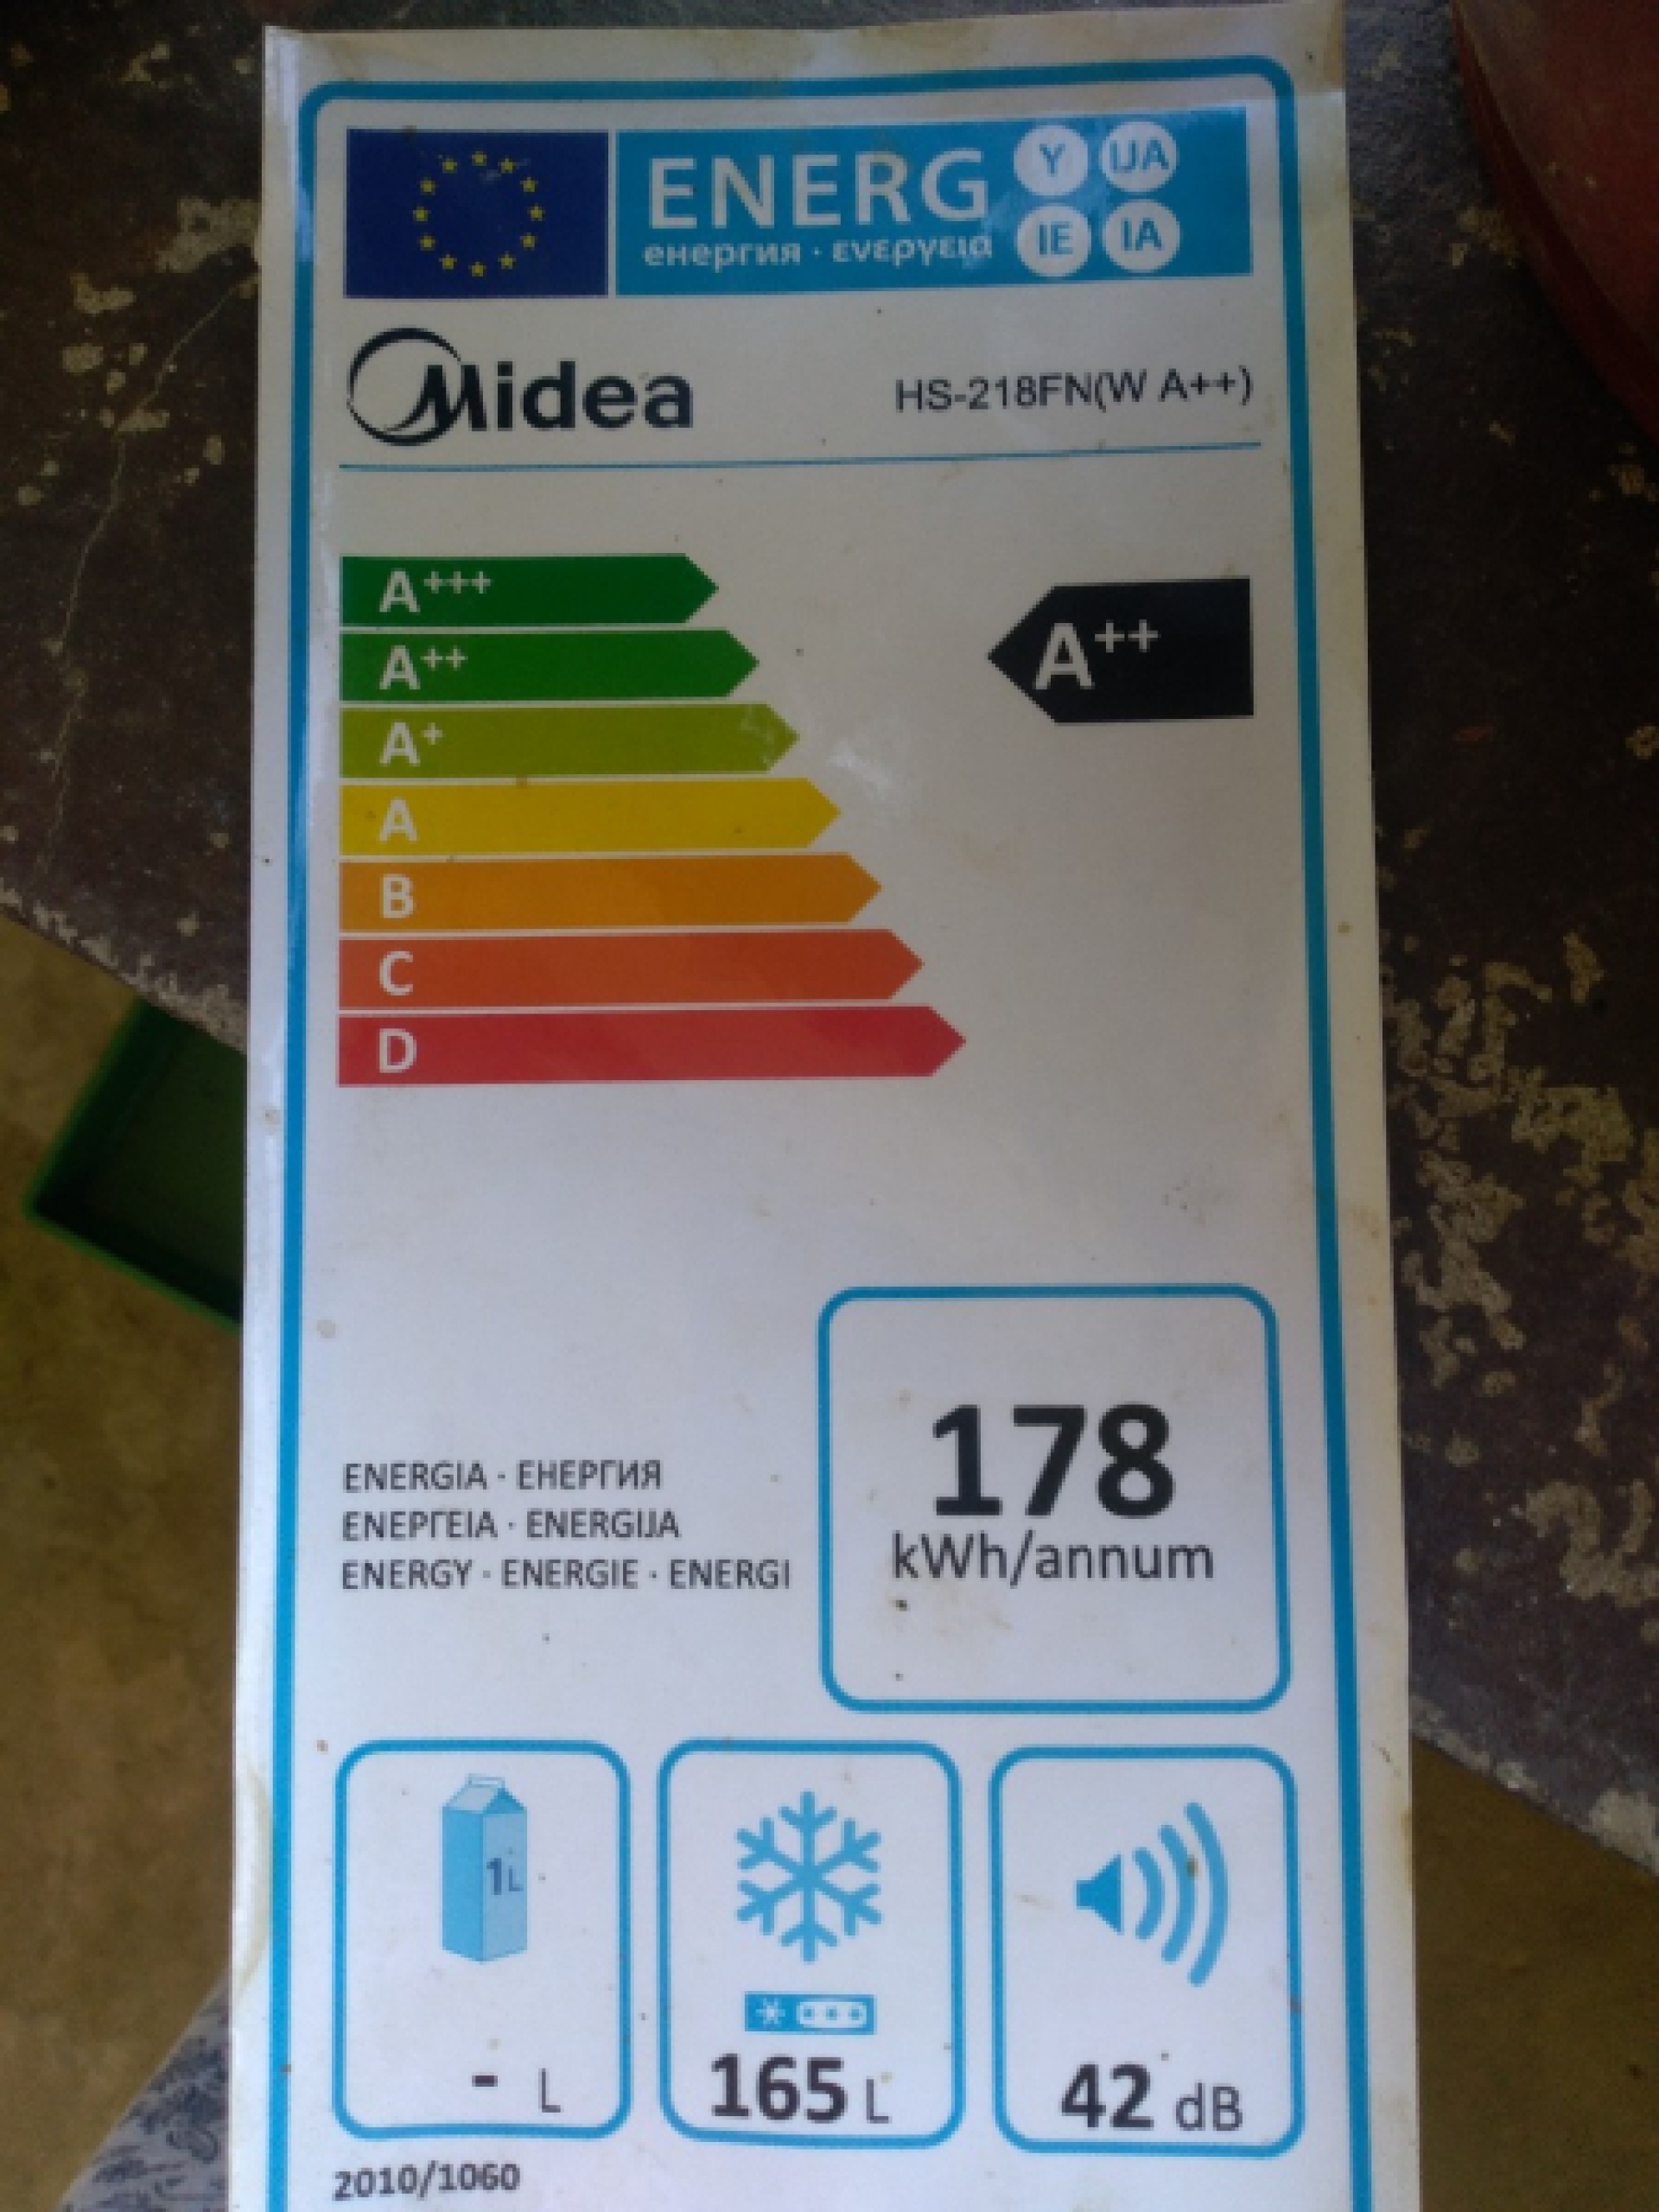 ENERG Y IJA
енергия · ενεργεια IE IA
Midea HS-218FN(W A++)
A+++
A++ A++
A+
A
B
C
D
178
kWh/annum
ENERGIA · ЕНЕРГИЯ
ΕΝΕΡΓΕΙΑ · ENERGIJA
ENERGY · ENERGIE · ENERGI
1L
- L 165 L 42 dB
2010/1060